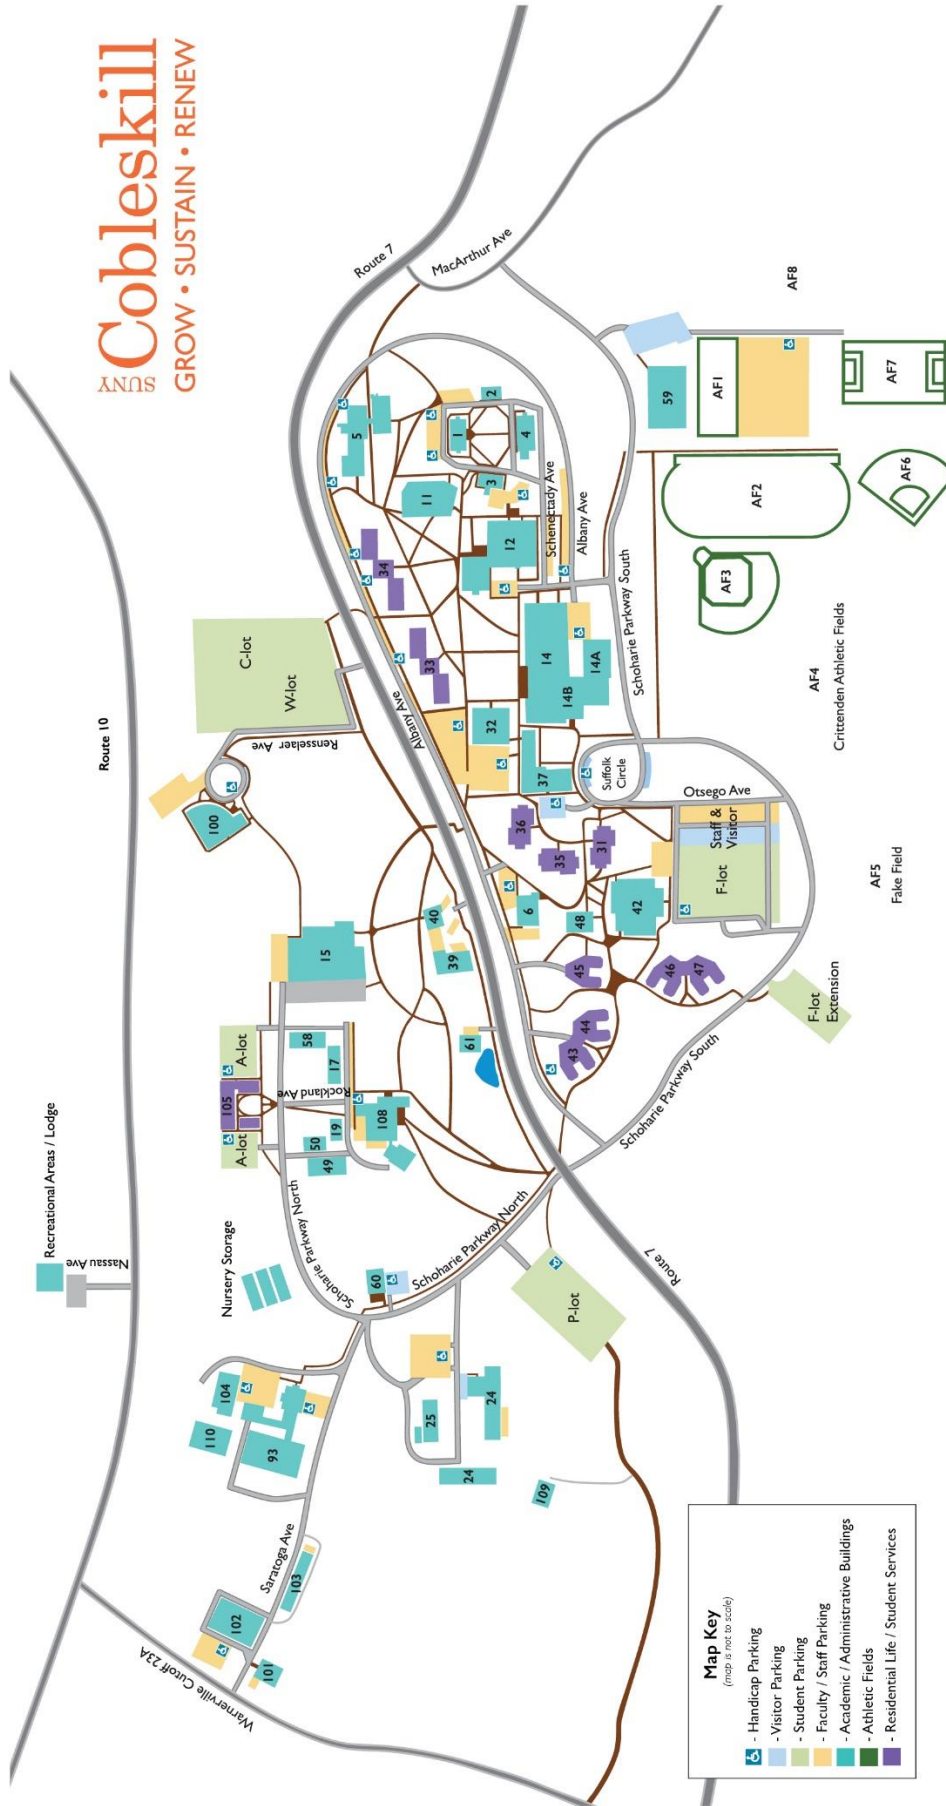 SUNY
Cobleskill
GROW • SUSTAIN • RENEW
Recreational Areas / Lodge
Nassau Ave
Route 10
Warnerville Cutoff 23A
Saratoga Ave
101
102
103
110
104
93
Nursery Storage
Schoharie Parkway North
60
Schoharie Parkway North
25
24
24
109
P-lot
Route 7
A-lot
105
A-lot
Rockland Ave
49
50
19
17
58
108
15
61
39
40
100
Rensselaer Ave
C-lot
W-lot
Albany Ave
Route 7
MacArthur Ave
43
44
45
46
47
48
42
6
35
36
31
37
32
33
34
14
14A
14B
12
11
5
1
2
3
4
Schenectady Ave
Albany Ave
Schoharie Parkway South
Suffolk
Circle
Otsego Ave
Staff &
Visitor
F-lot
F-lot
Extension
Schoharie Parkway South
59
AF1
AF2
AF3
AF4
Crittenden Athletic Fields
AF5
Fake Field
AF6
AF7
AF8
Map Key
(map is not to scale)
- Handicap Parking
- Visitor Parking
- Student Parking
- Faculty / Staff Parking
- Academic / Administrative Buildings
- Athletic Fields
- Residential Life / Student Services